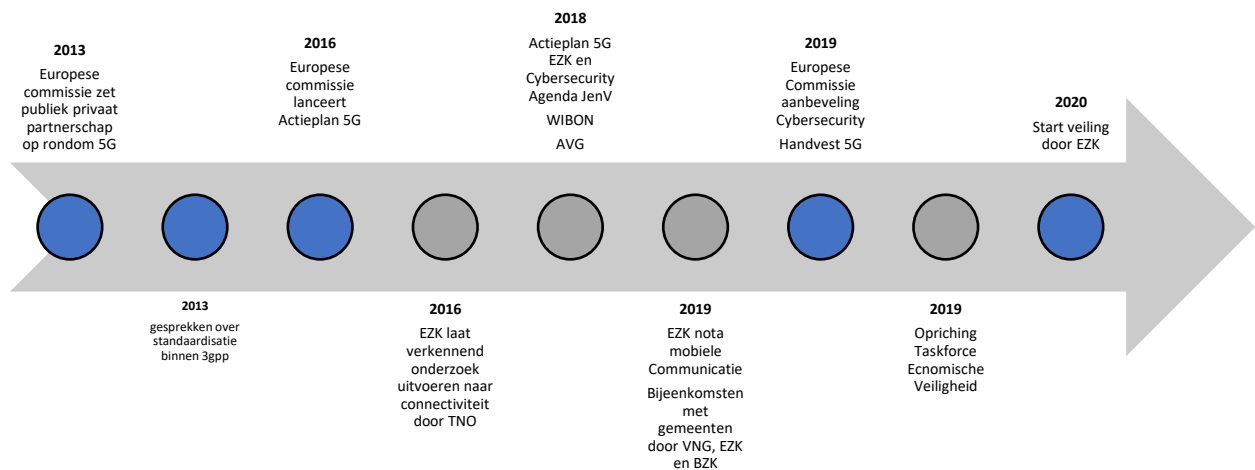 2013
Europese
commissie zet
publiek privaat
partnerschap
op rondom 5G
2013
gesprekken over
standaardisatie
binnen 3gpp
2016
Europese
commissie
lanceert
Actieplan 5G
2016
EZK laat
verkennend
onderzoek
uitvoeren naar
connectiviteit
door TNO
2018
Actieplan 5G
EZK en
Cybersecurity
Agenda JenV
WIBON
AVG
2019
EZK nota
mobiele
Communicatie
Bijeenkomsten
met
gemeenten
door VNG, EZK
en BZK
2019
Europese
Commissie
aanbeveling
Cybersecurity
Handvest 5G
2019
Opriching
Taskforce
Ecnomische
Veiligheid
2020
Start veiling
door EZK